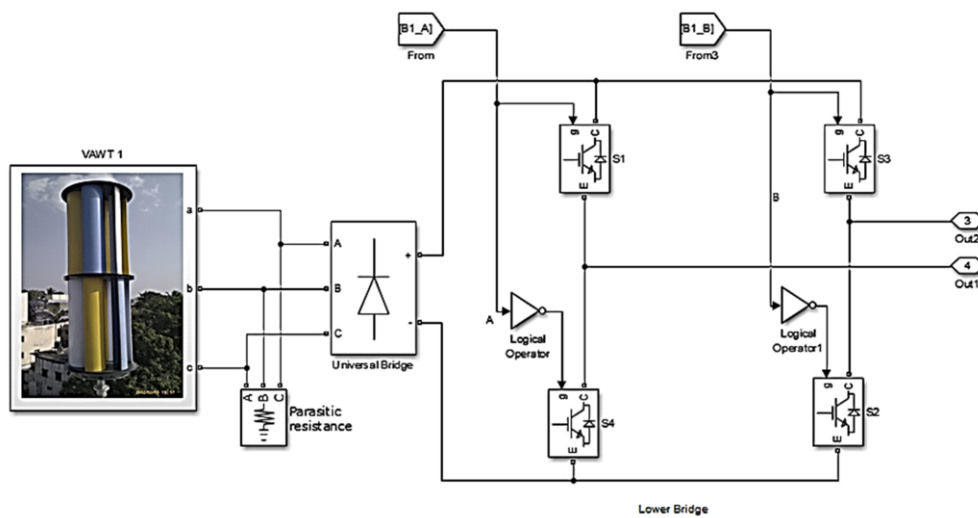 [B1_A]
From
[B1_B]
From3
VAWT 1
a
b
c
A
B
C
+
-
Universal Bridge
A B C
Parasitic
resistance
g C
E
S1
g C
E
S3
B
3
Out2
4
Out1
A
Logical
Operator
Logical
Operator1
g C
E
S4
g C
E
S2
Lower Bridge